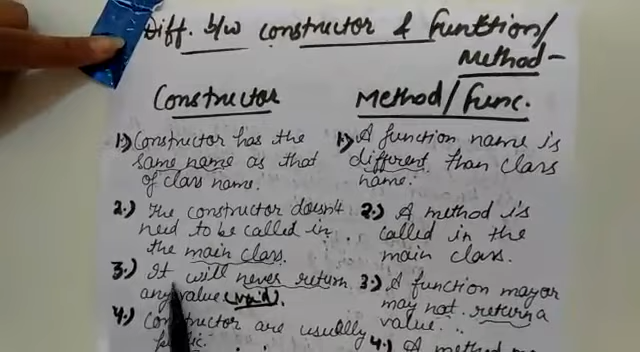 Diff. b/w constructor & Function/
Method-
Constructor
1.) Constructor has the
same name as that
of class name.
2.) The constructor doesn't
need to be called in
the main class.
3.) It will never return
any value (void).
4.) Constructor are usually
public.
Method/Func.
1.) A function name is
different than class
name.
2.) A method is
called in the
main class.
3.) A function may or
may not return a
value.
4.) A method